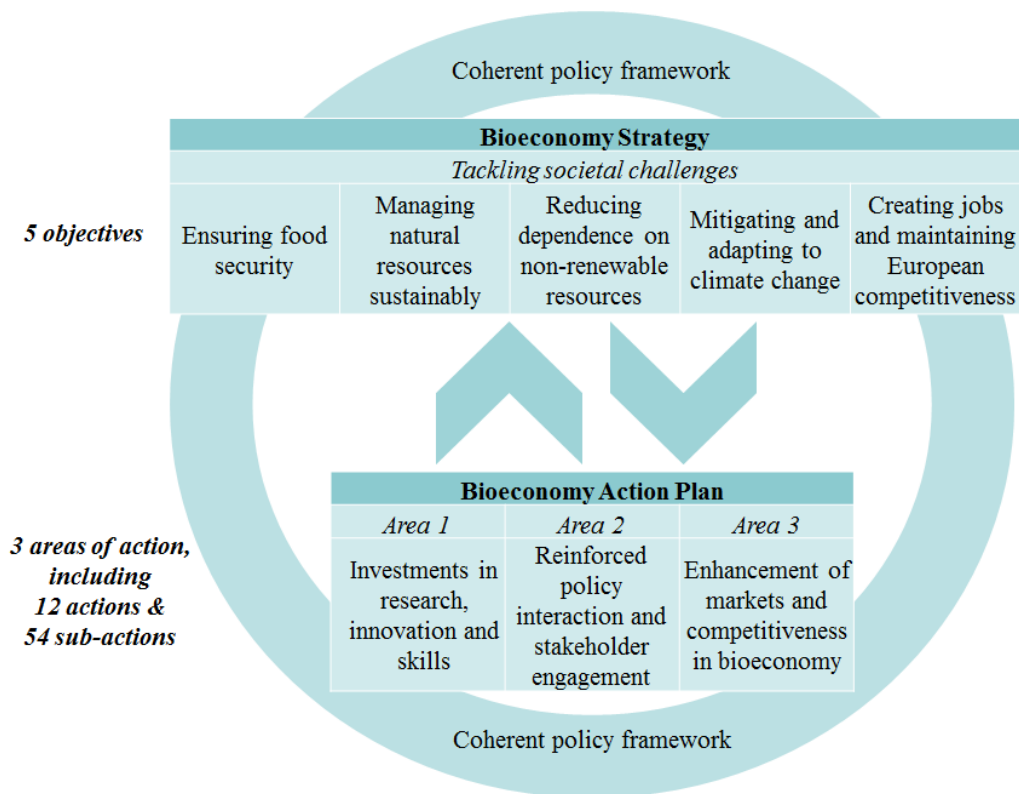 Coherent policy framework
Bioeconomy Strategy
Tackling societal challenges
5 objectives
Ensuring food
security
Managing
natural
resources
sustainably
Reducing
dependence on
non-renewable
resources
Mitigating and
adapting to
climate change
Creating jobs
and maintaining
European
competitiveness
Bioeconomy Action Plan
3 areas of action,
including
12 actions &
54 sub-actions
Area 1
Investments in
research,
innovation and
skills
Area 2
Reinforced
policy
interaction and
stakeholder
engagement
Area 3
Enhancement of
markets and
competitiveness
in bioeconomy
Coherent policy framework